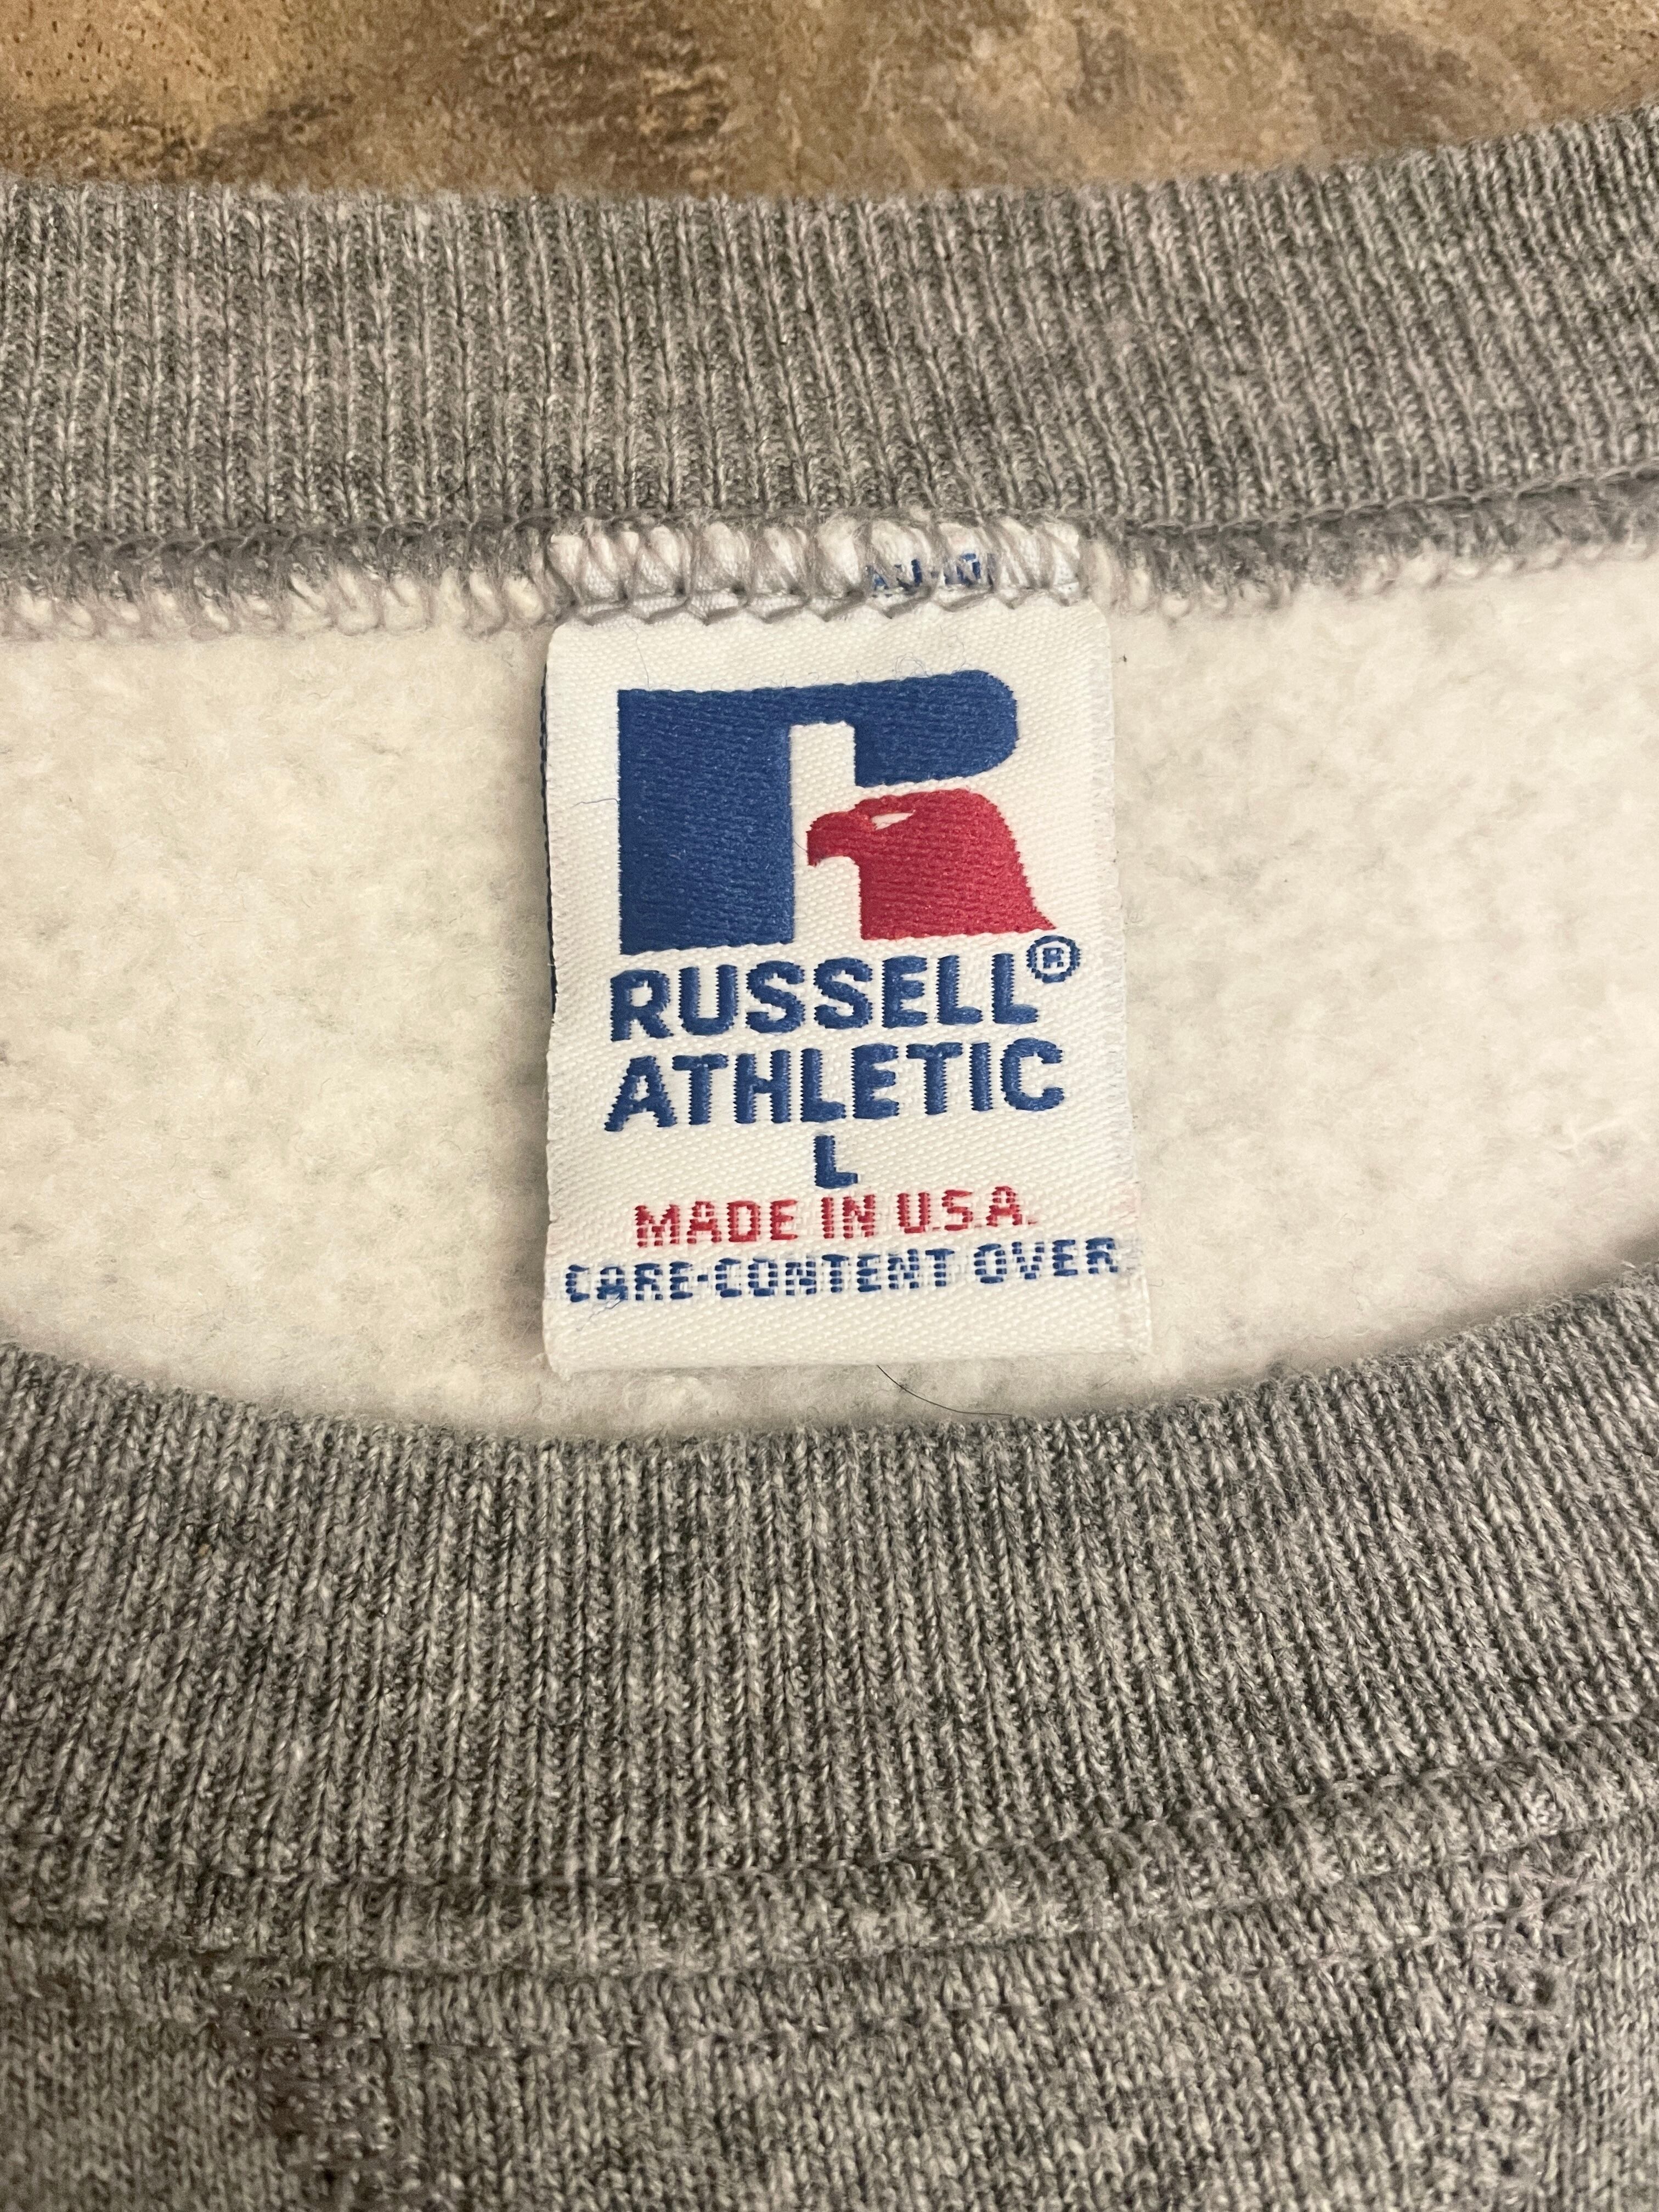 RUSSELL®
ATHLETIC
L
MADE IN U.S.A.
CARE-CONTENT OVER